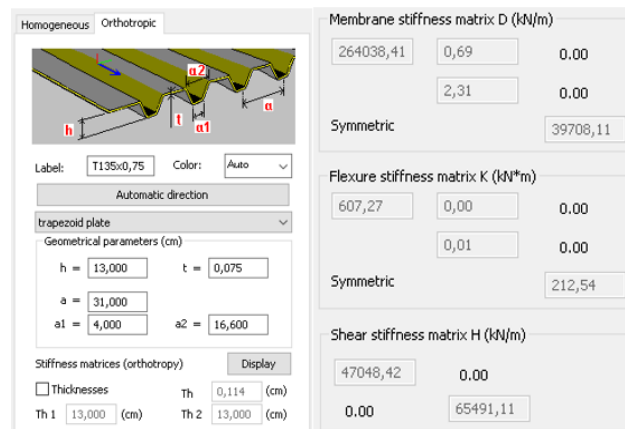 Homogeneous Orthotropic
α2
α
h
t
α1
Label: T135x0,75 Color: Auto
Automatic direction
trapezoid plate
Geometrical parameters (cm)
h = 13,000 t = 0,075
a = 31,000
a1 = 4,000 a2 = 16,600
Stiffness matrices (orthotropy) Display
Thicknesses Th 0,114 (cm)
Th 1 13,000 (cm) Th 2 13,000 (cm)
Membrane stiffness matrix D (kN/m)
264038,41 0,69 0.00
2,31 0.00
Symmetric 39708,11
Flexure stiffness matrix K (kN*m)
607,27 0,00 0.00
0,01 0.00
Symmetric 212,54
Shear stiffness matrix H (kN/m)
47048,42 0.00
0.00 65491,11